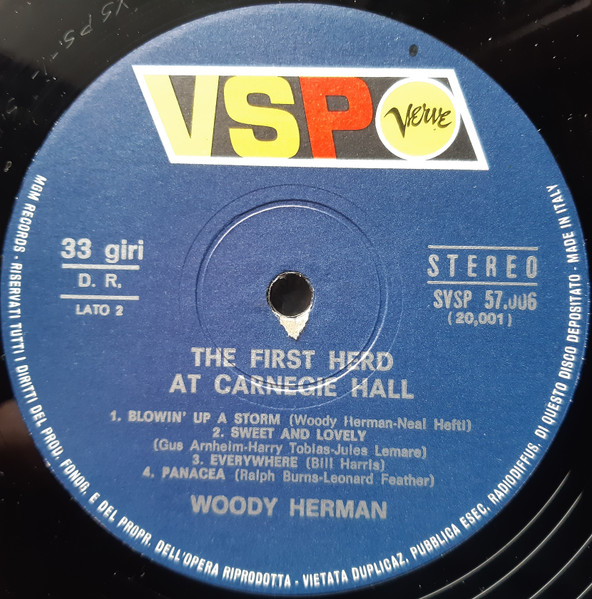 VSP
Verve
33 giri
D. R.
LATO 2
STEREO
SVSP 57.006
(20,001)
THE FIRST HERD
AT CARNEGIE HALL
1. BLOWIN' UP A STORM (Woody Herman-Neal Hefti)
2. SWEET AND LOVELY
(Gus Arnheim-Harry Tobias-Jules Lemare)
3. EVERYWHERE (Bill Harris)
4. PANACEA (Ralph Burns-Leonard Feather)
WOODY HERMAN
MGM RECORDS - RISERVATI TUTTI I DIRITTI DEL PROD. FONOR. E DEL PROPR. DELL'OPERA RIPRODOTTA - VIETATA DUPLICAZ. PUBBLICA ESEC. RADIODIFFUS. DI QUESTO DISCO DEPOSITATO - MADE IN ITALY